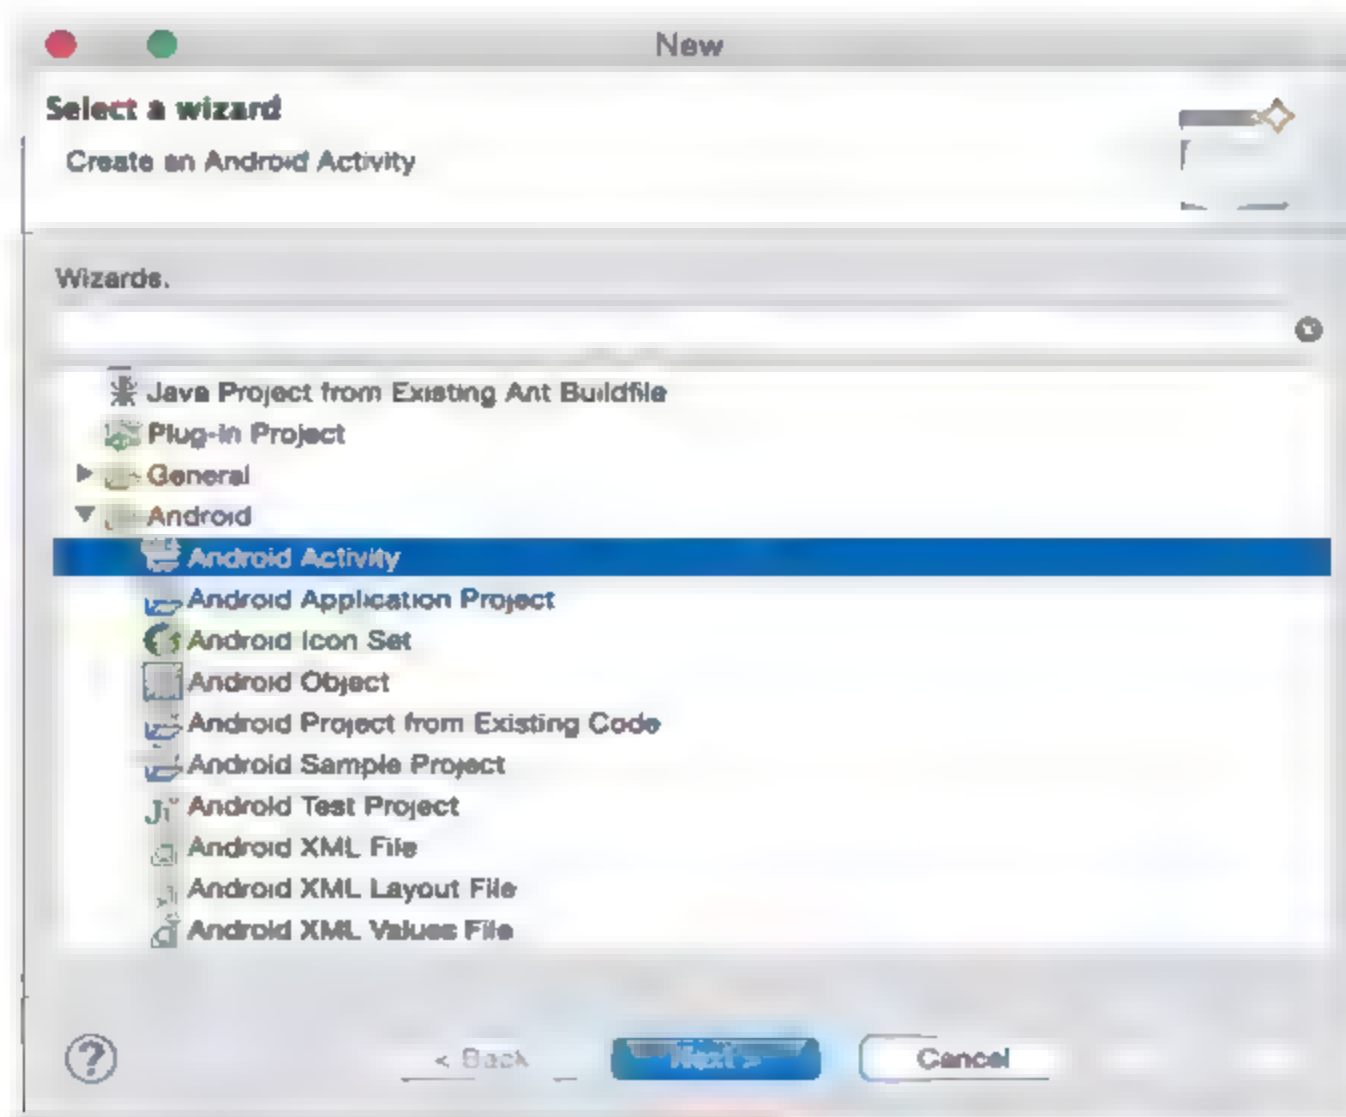 New
Select a wizard
Create an Android Activity
Wizards.
Java Project from Existing Ant Buildfile
Plug-in Project
General
Android
Android Activity
Android Application Project
Android Icon Set
Android Object
Android Project from Existing Code
Android Sample Project
Android Test Project
Android XML File
Android XML Layout File
Android XML Values File
? < Back Next > Cancel